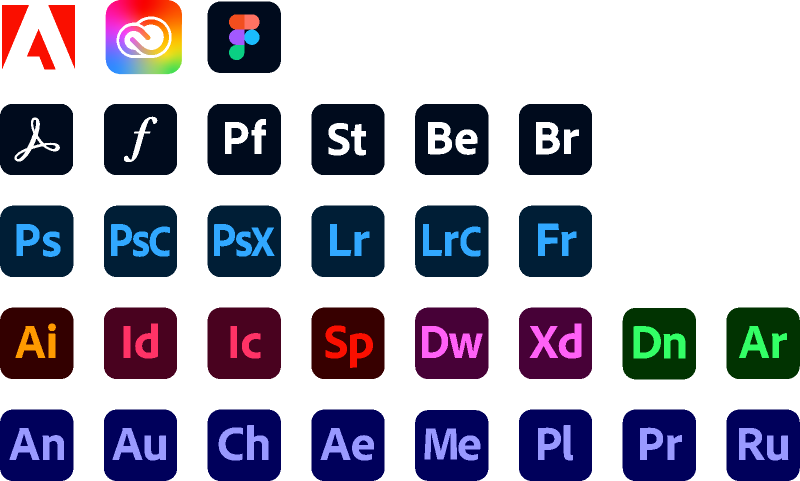 f Pf St Be Br
Ps PsC PsX Lr LrC Fr
Ai Id Ic Sp Dw Xd Dn Ar
An Au Ch Ae Me Pl Pr Ru